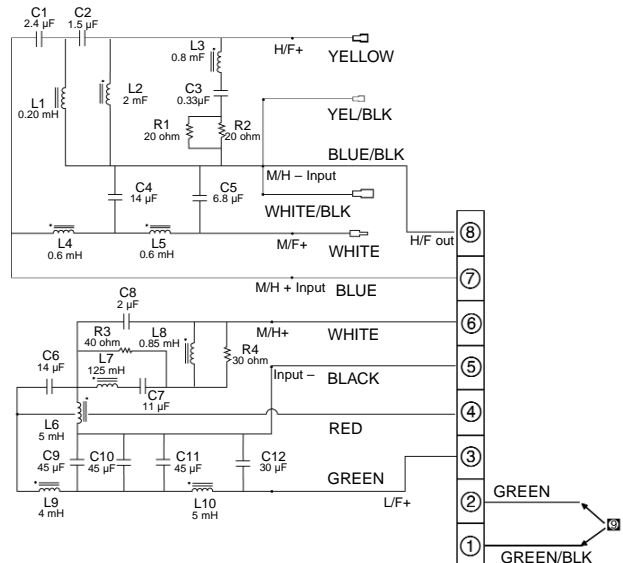 C1
2.4 µF
C2
1.5 µF
H/F+
YELLOW
L3
0.8 mF
C3
0.33µF
L2
2 mF
L1
0.20 mH
R1
20 ohm
R2
20 ohm
YEL/BLK
BLUE/BLK
M/H – Input
C4
14 µF
C5
6.8 µF
WHITE/BLK
M/F+
WHITE
L4
0.6 mH
L5
0.6 mH
H/F out
8
M/H + Input
BLUE
7
C8
2 µF
R3
40 ohm
L8
0.85 mH
M/H+
WHITE
6
R4
30 ohm
C6
14 µF
L7
125 mH
C7
11 µF
Input –
BLACK
5
L6
5 mH
RED
4
C9
45 µF
C10
45 µF
C11
45 µF
C12
30 µF
GREEN
3
L9
4 mH
L10
5 mH
L/F+
GREEN
2
9
1
GREEN/BLK